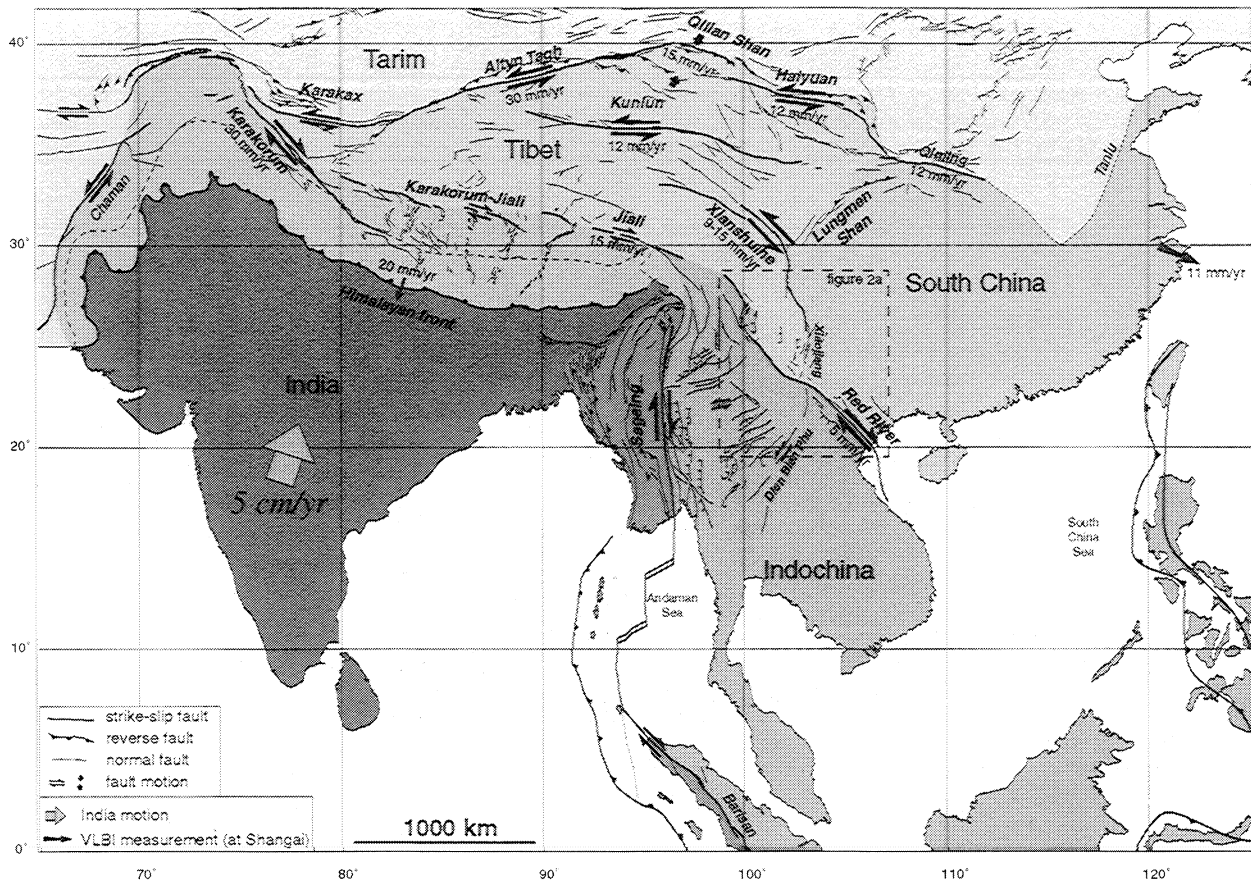 40°
30°
20°
10°
0°
70°
80°
90°
100°
110°
120°
Tarim
Altyn Tagh
30 mm/yr
Qilian Shan
15 mm/yr
Haiyuan
12 mm/yr
Karakax
Kunlun
12 mm/yr
Karakorum
30 mm/yr
Tibet
Qinling
12 mm/yr
Tanlu
Chaman
Karakorum-Jiali
Jiali
15 mm/yr
Xianshuihe
9-15 mm/yr
Lungmen
Shan
20 mm/yr
Himalayan front
figure 2a
South China
11 mm/yr
Xiaojiang
India
5 cm/yr
Sagaing
Red River
5 mm/yr
Dien Bien Phu
Indochina
Andaman
Sea
South
China
Sea
Barisan
strike-slip fault
reverse fault
normal fault
fault motion
India motion
VLBI measurement (at Shangai)
1000 km